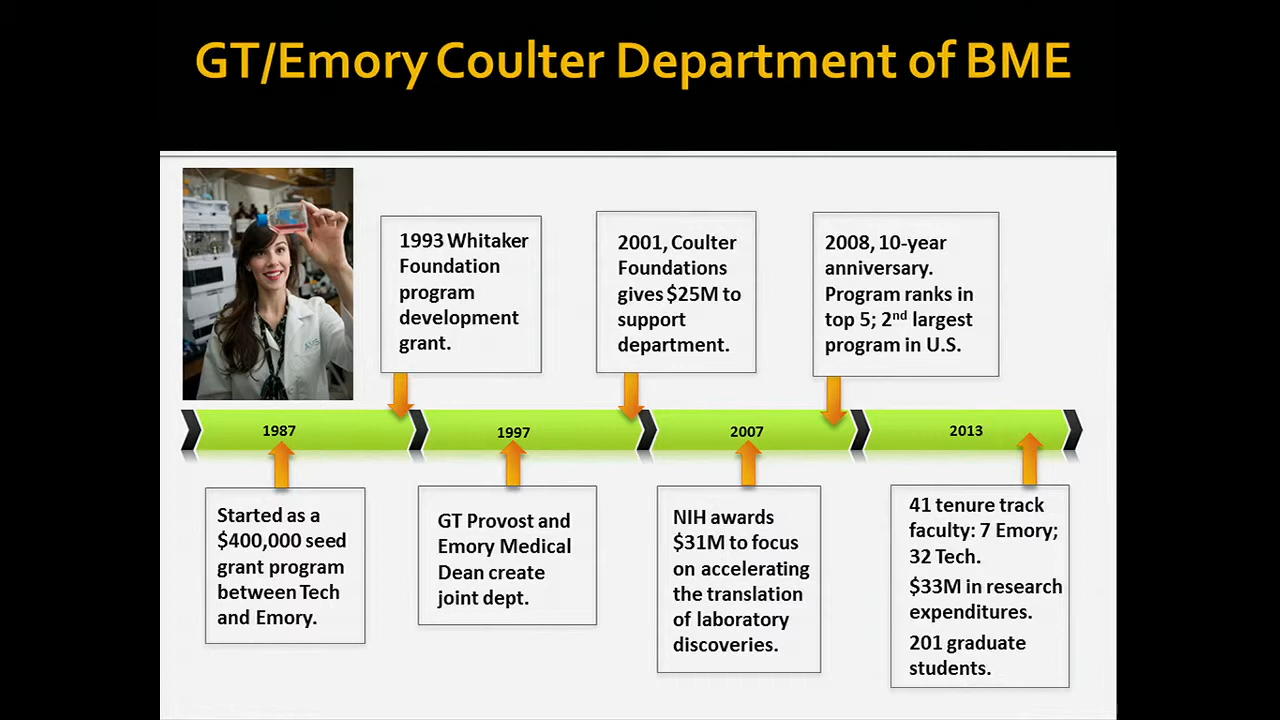 GT/Emory Coulter Department of BME
1993 Whitaker
Foundation
program
development
grant.
2001, Coulter
Foundations
gives $25M to
support
department.
2008, 10-year
anniversary.
Program ranks in
top 5; 2nd largest
program in U.S.
1987
1997
2007
2013
Started as a
$400,000 seed
grant program
between Tech
and Emory.
GT Provost and
Emory Medical
Dean create
joint dept.
NIH awards
$31M to focus
on accelerating
the translation
of laboratory
discoveries.
41 tenure track
faculty: 7 Emory;
32 Tech.
$33M in research
expenditures.
201 graduate
students.